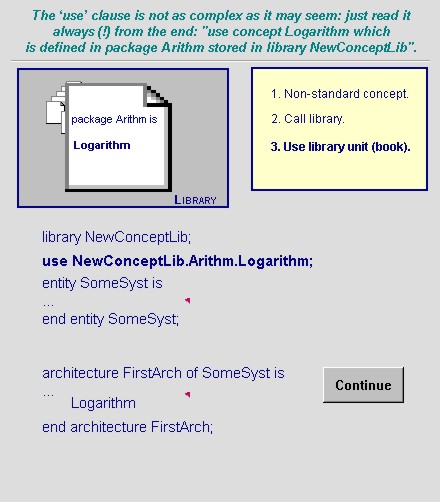 The ‘use’ clause is not as complex as it may seem: just read it
always (!) from the end: "use concept Logarithm which
is defined in package Arithm stored in library NewConceptLib".
package Arithm is
Logarithm
LIBRARY
1. Non-standard concept.
2. Call library.
3. Use library unit (book).
library NewConceptLib;
use NewConceptLib.Arithm.Logarithm;
entity SomeSyst is
...
end entity SomeSyst;
architecture FirstArch of SomeSyst is
...
Logarithm
end architecture FirstArch;
Continue